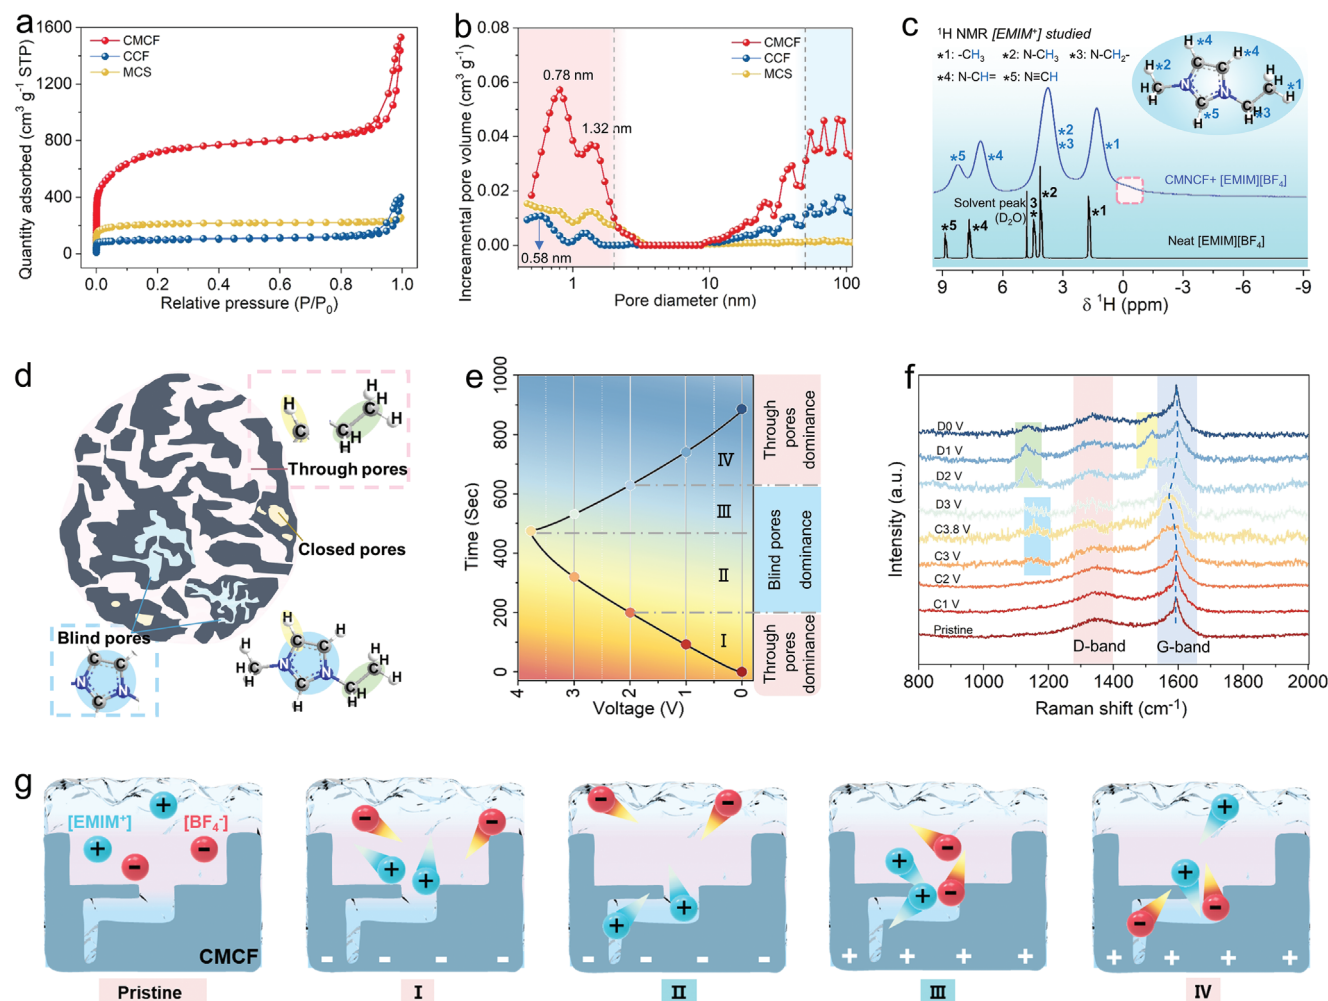 a
CMCF
CCF
MCS
1600
1200
800
400
0
Quantity adsorbed (cm³ g⁻¹ STP)
0.0 0.2 0.4 0.6 0.8 1.0
Relative pressure (P/P₀)
b
0.78 nm
1.32 nm
0.58 nm
CMCF
CCF
MCS
0.08
0.06
0.04
0.02
0.00
Increamental pore volume (cm³ g⁻¹)
1 10 100
Pore diameter (nm)
c
¹H NMR [EMIM⁺] studied
*1: -CH₃ *2: N-CH₃ *3: N-CH₂-
*4: N-CH= *5: N≡CH
H *4 H *4
*2 H C C H C H *1
C N N C H
C H H *3
H *5
*2
*3
*1
*5 *4
CMNCF+ [EMIM][BF₄]
Solvent peak
(D₂O)
3
*
*2
*1
*5 *4
Neat [EMIM][BF₄]
9 6 3 0 -3 -6 -9
δ ¹H (ppm)
d
H H
C C H
C H
H
Through pores
Closed pores
Blind pores
H H
C C
N N
C
H H
H C C C H
C N N C H
H C H
H H
e
1000
800
600
400
200
0
Time (Sec)
4 3 2 1 0
Voltage (V)
IV
III
II
I
Through
pores
dominance
Blind pores
dominance
Through
pores
dominance
f
D0 V
D1 V
D2 V
D3 V
C3.8 V
C3 V
C2 V
C1 V
Pristine
D-band G-band
Intensity (a.u.)
800 1000 1200 1400 1600 1800 2000
Raman shift (cm⁻¹)
g
[EMIM⁺] [BF₄⁻]
+ + - -
CMCF
Pristine
- - + +
- - - -
I
- - + +
- - - -
II
+ + - -
+ + + +
III
+ + - -
+ + + +
IV